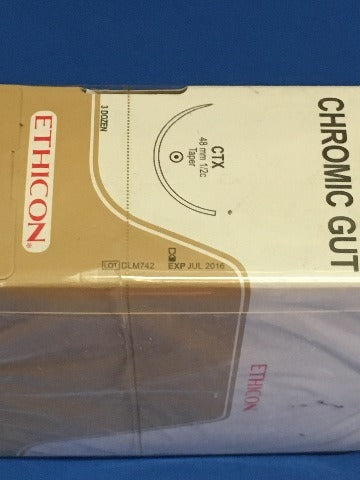 CHROMIC GUT
CTX
48 mm 1/2c
Taper
3 DOZEN
ETHICON
LOT CLM742
EXP JUL 2016
ETHICON